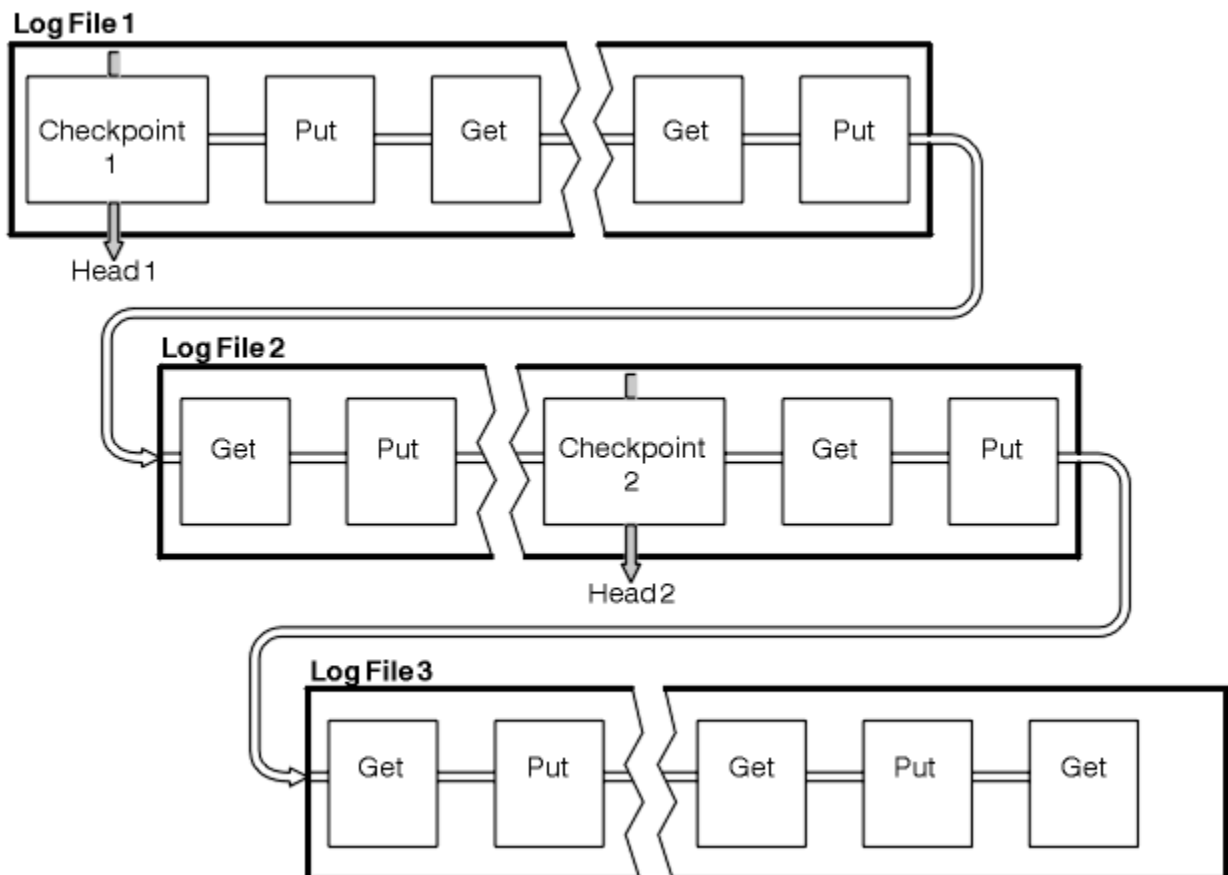 Log File 1
Checkpoint
1
Put
Get
Get
Put
Head 1
Log File 2
Get
Put
Checkpoint
2
Get
Put
Head 2
Log File 3
Get
Put
Get
Put
Get